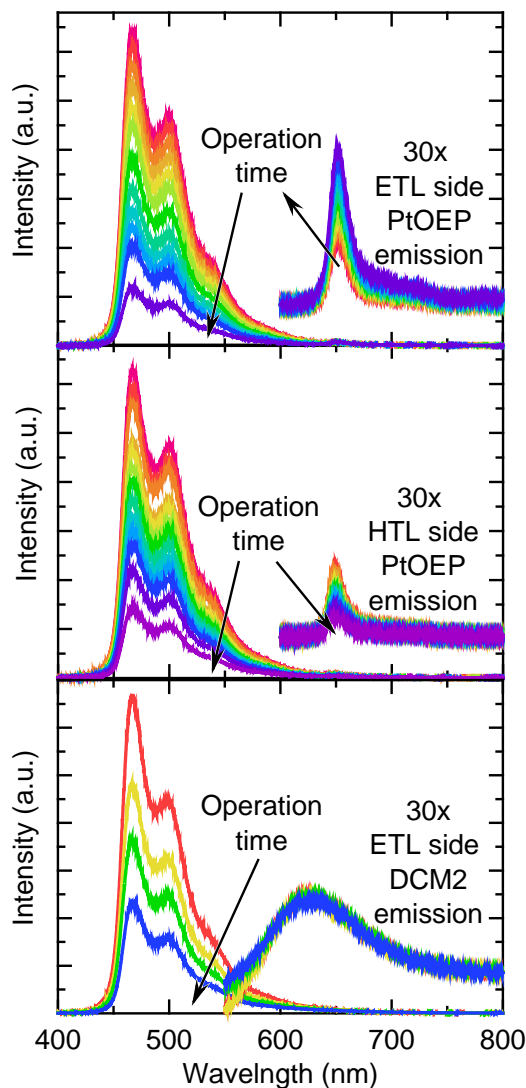 Intensity (a.u.)
Operation
time
30x
ETL side
PtOEP
emission
Intensity (a.u.)
Operation
time
30x
HTL side
PtOEP
emission
Intensity (a.u.)
Operation
time
30x
ETL side
DCM2
emission
400 500 600 700 800
Wavelngth (nm)